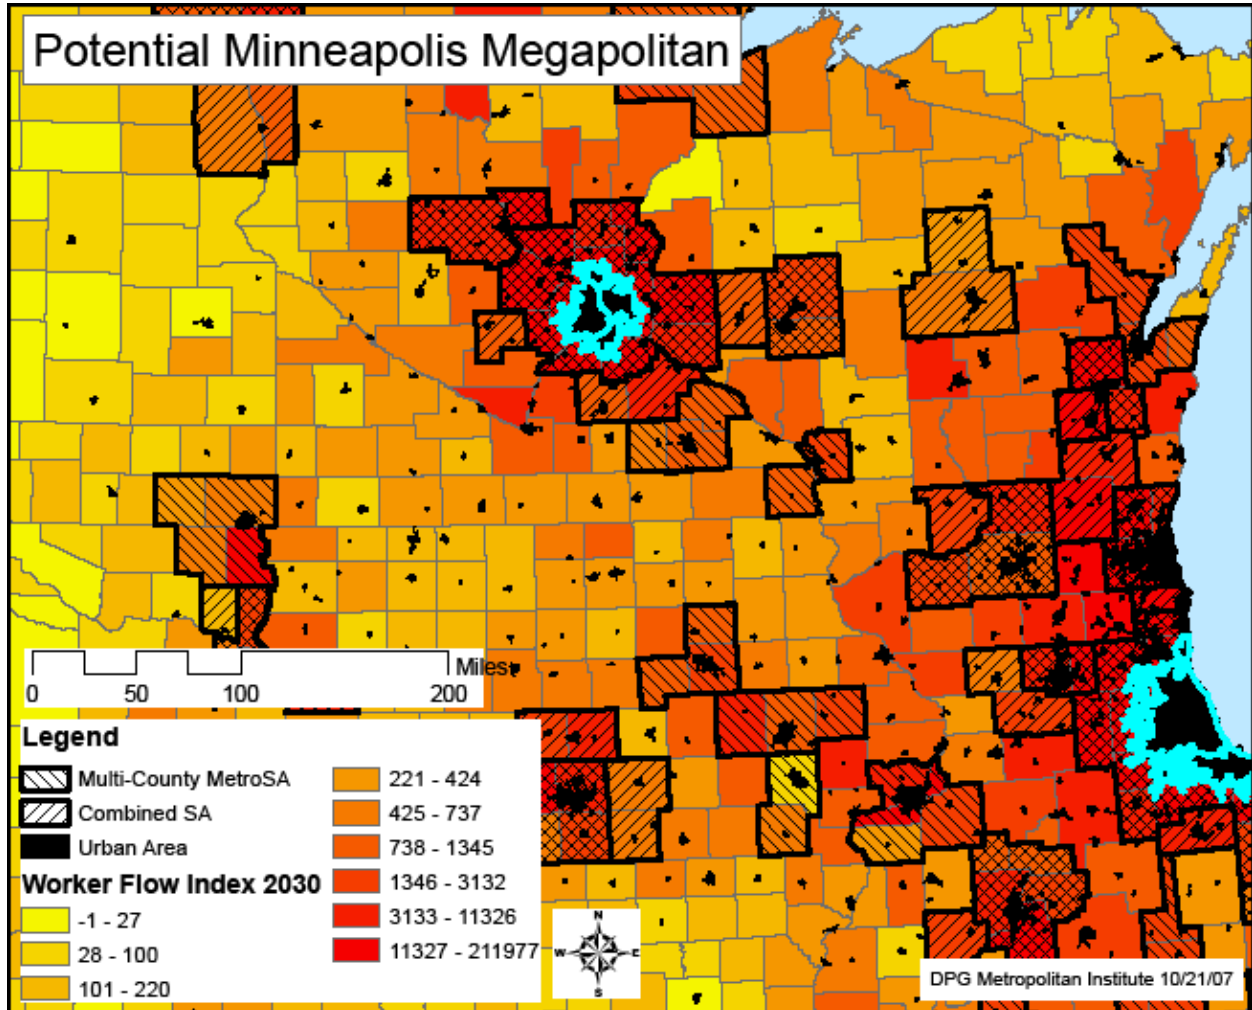 Potential Minneapolis Megapolitan
Miles
0 50 100 200
Legend
Multi-County MetroSA
Combined SA
Urban Area
Worker Flow Index 2030
-1 - 27
28 - 100
101 - 220
221 - 424
425 - 737
738 - 1345
1346 - 3132
3133 - 11326
11327 - 211977
N
W E
S
DPG Metropolitan Institute 10/21/07